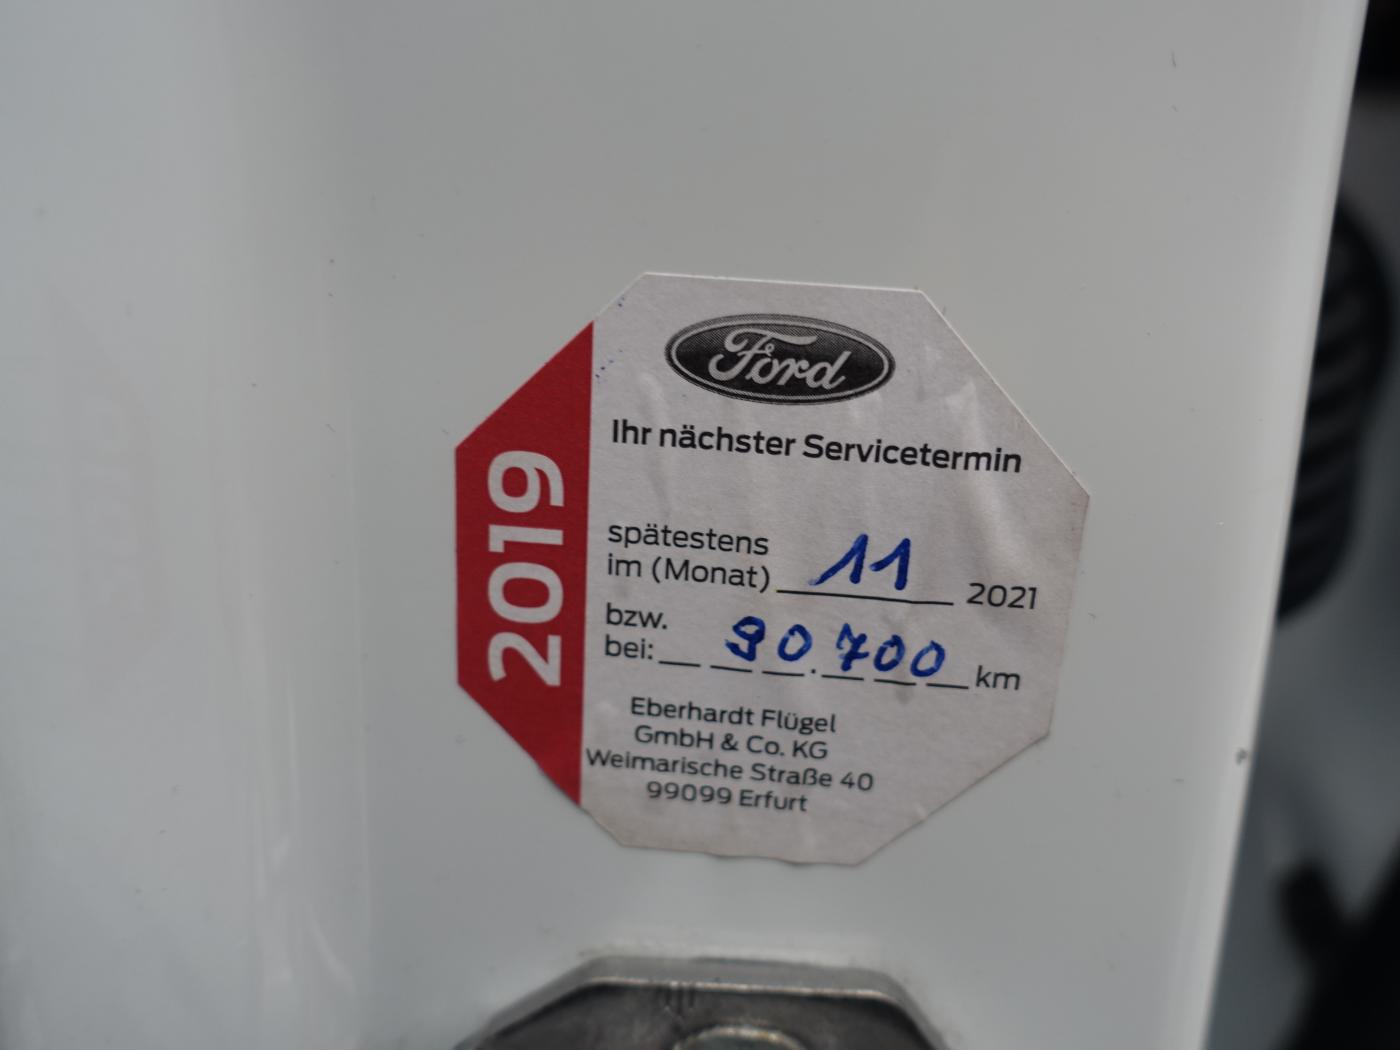 Ford
Ihr nächster Servicetermin
2019
spätestens
im (Monat) 11 2021
bzw.
bei: 90.700 km
Eberhardt Flügel
GmbH & Co. KG
Weimarische Straße 40
99099 Erfurt